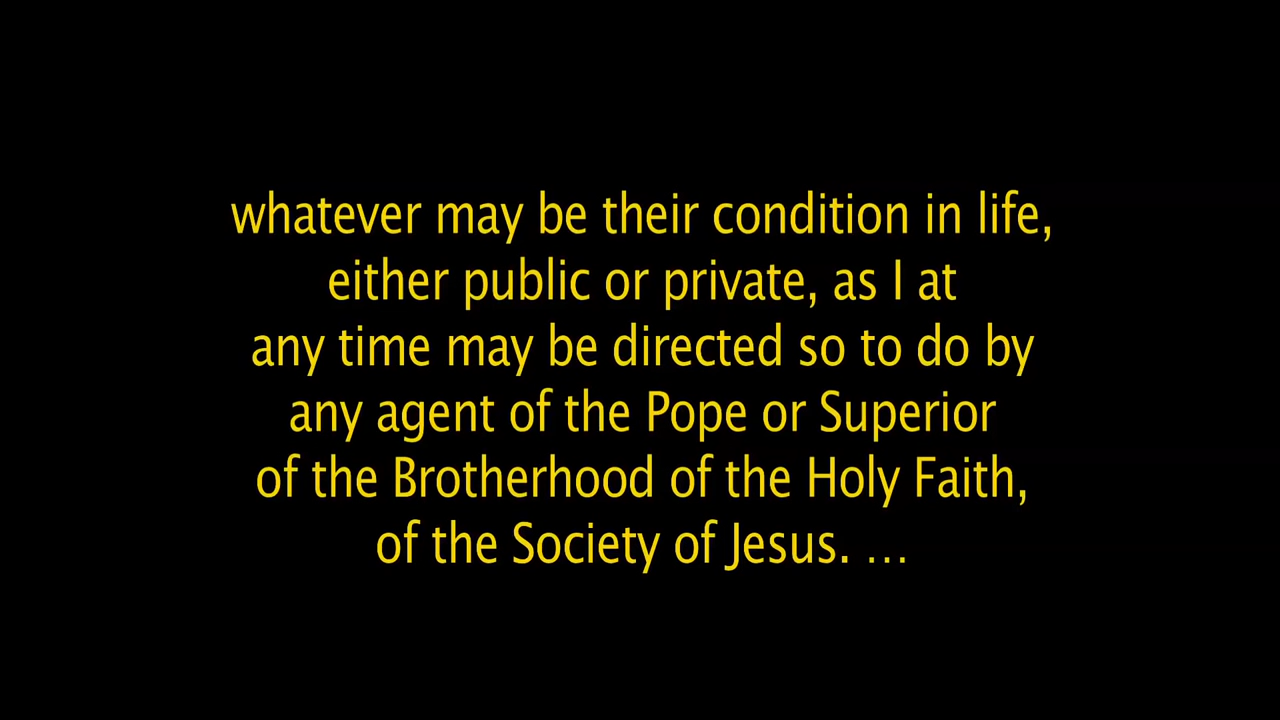 whatever may be their condition in life,
either public or private, as I at
any time may be directed so to do by
any agent of the Pope or Superior
of the Brotherhood of the Holy Faith,
of the Society of Jesus. ...